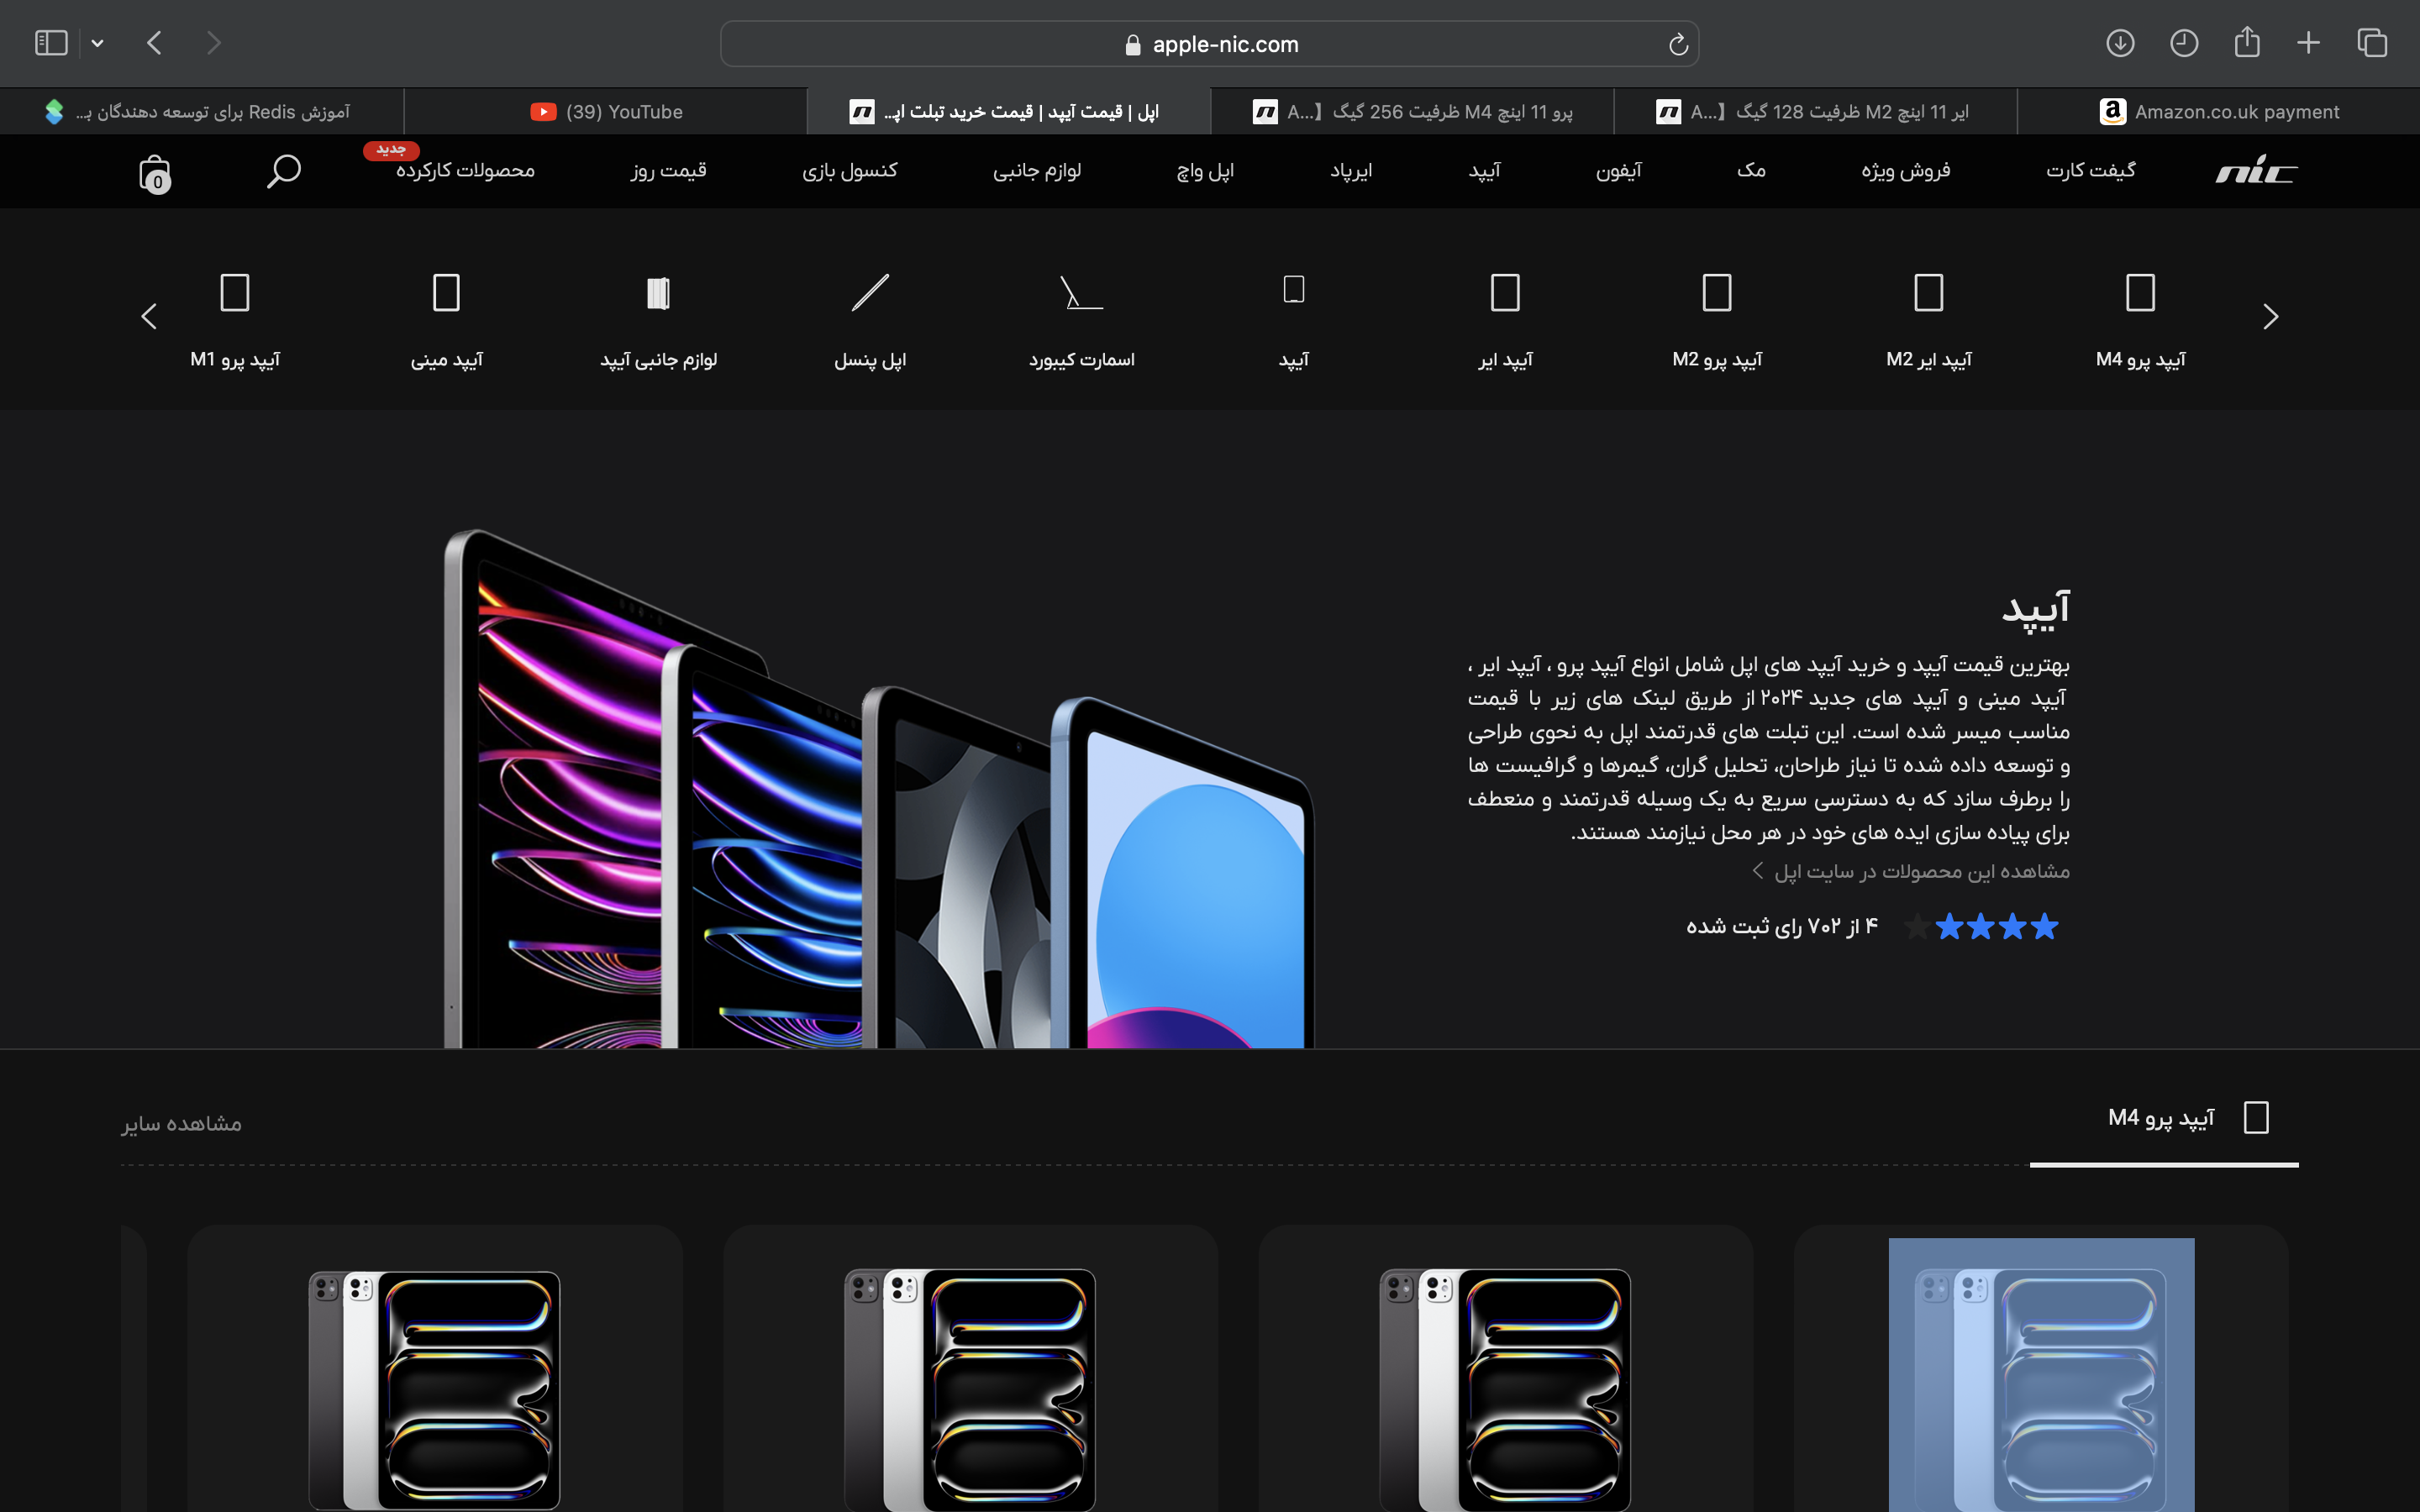 apple-nic.com
آموزش Redis برای توسعه دهندگان بـ...
(39) YouTube
اپل | قیمت آیپد | قیمت خرید تبلت اپـ...
پرو 11 اینچ M4 ظرفیت 256 گیگ 【...A
ایر 11 اینچ M2 ظرفیت 128 گیگ 【...A
Amazon.co.uk payment
nic گیفت کارت فروش ویژه مک آیفون آیپد ایرپاد اپل واچ لوازم جانبی کنسول بازی قیمت روز محصولات کارکرده جدید 0
آیپد پرو M4 آیپد ایر M2 آیپد پرو M2 آیپد ایر آیپد اسمارت کیبورد اپل پنسل لوازم جانبی آیپد آیپد مینی آیپد پرو M1
آیپد
بهترین قیمت آیپد و خرید آیپد های اپل شامل انواع آیپد پرو ، آیپد ایر ،
آیپد مینی و آیپد های جدید ۲۰۲۴ از طریق لینک های زیر با قیمت
مناسب میسر شده است. این تبلت های قدرتمند اپل به نحوی طراحی
و توسعه داده شده تا نیاز طراحان، تحلیل گران، گیمرها و گرافیست ها
را برطرف سازد که به دسترسی سریع به یک وسیله قدرتمند و منعطف
برای پیاده سازی ایده های خود در هر محل نیازمند هستند.
مشاهده این محصولات در سایت اپل
۴ از ۷۰۲ رای ثبت شده
آیپد پرو M4
مشاهده سایر